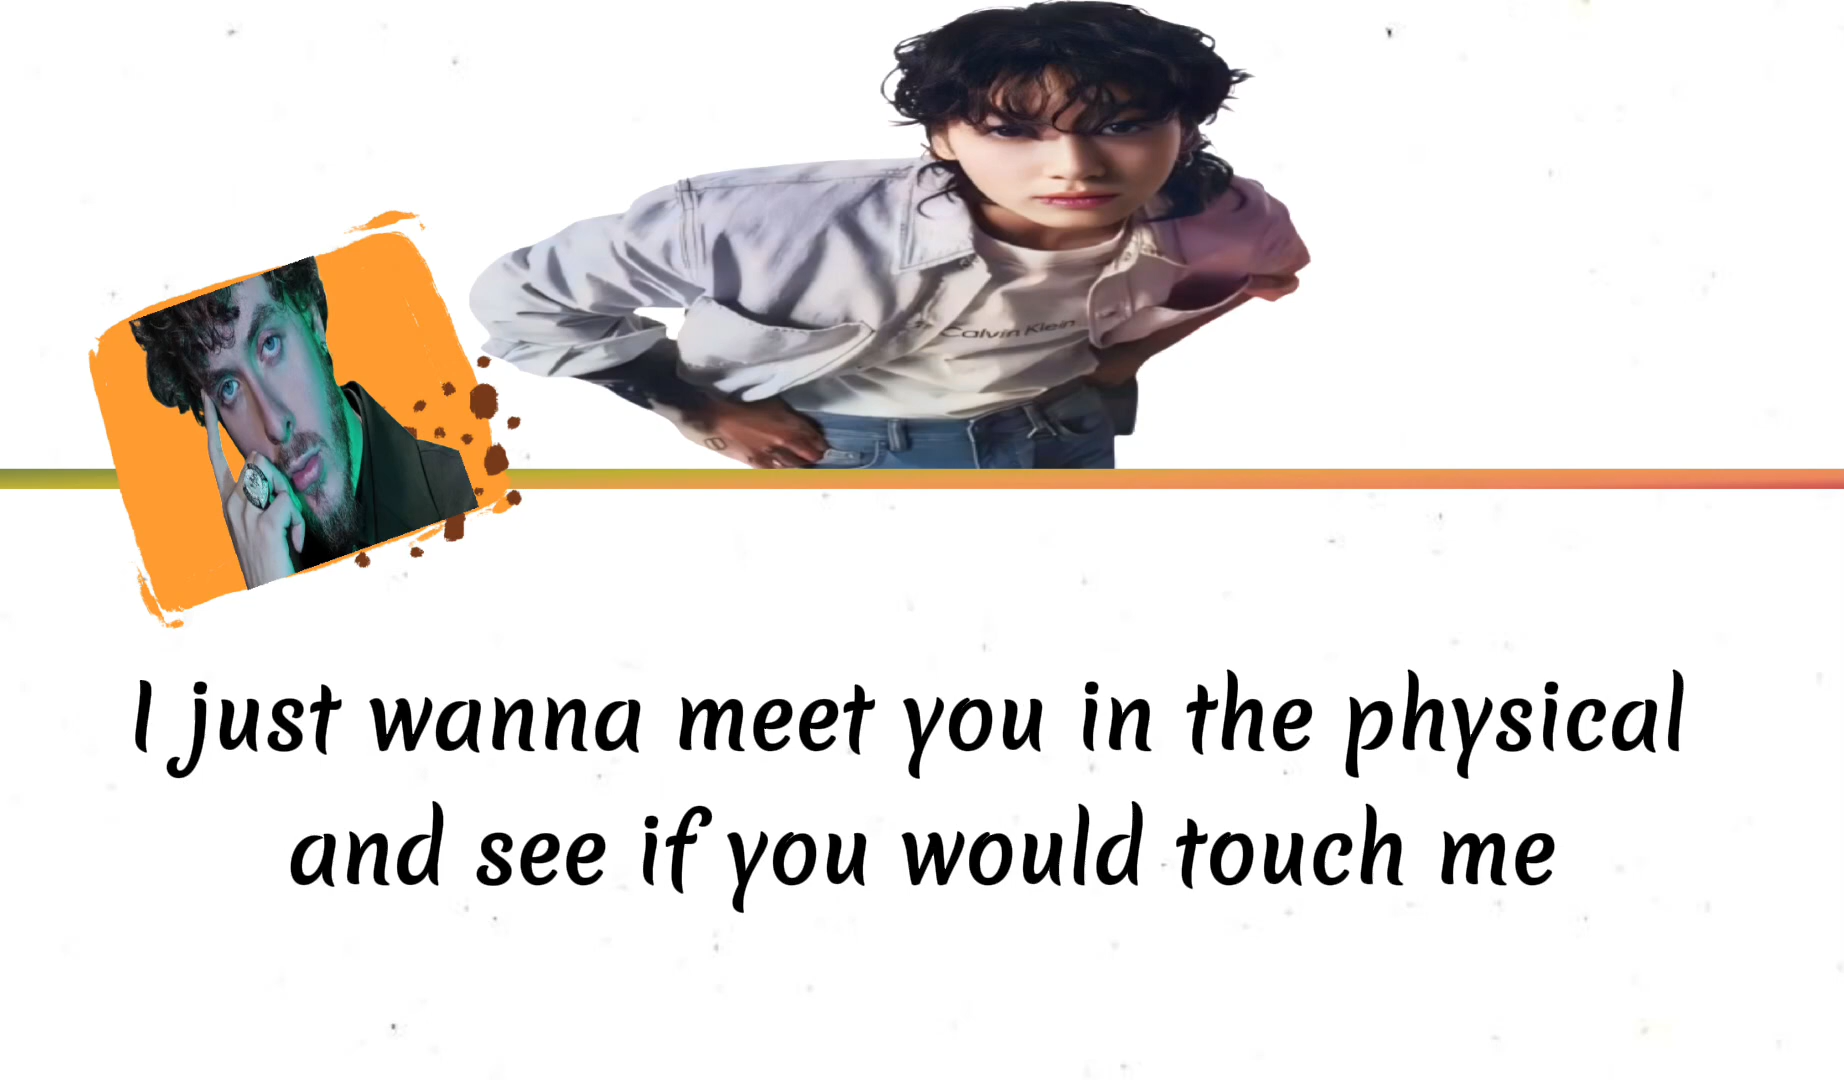 Calvin Klein
I just wanna meet you in the physical
and see if you would touch me